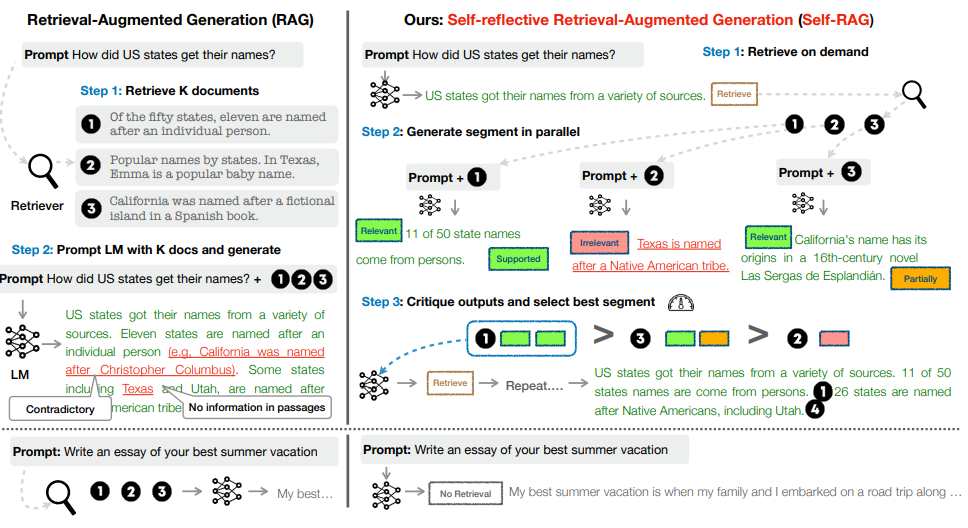 Retrieval-Augmented Generation (RAG)
Prompt How did US states get their names?
Step 1: Retrieve K documents
1 Of the fifty states, eleven are named
after an individual person.
2 Popular names by states. In Texas,
Emma is a popular baby name.
3 California was named after a fictional
island in a Spanish book.
Retriever
Step 2: Prompt LM with K docs and generate
Prompt How did US states get their names? + 1 2 3
LM
US states got their names from a variety of
sources. Eleven states are named after an
individual person (e.g, California was named
after Christopher Columbus). Some states
including Texas and Utah, are named after
American tribe
Contradictory
No information in passages
Prompt: Write an essay of your best summer vacation
1 2 3
My best…
Ours: Self-reflective Retrieval-Augmented Generation (Self-RAG)
Prompt How did US states get their names?
Step 1: Retrieve on demand
US states got their names from a variety of sources. Retrieve
Step 2: Generate segment in parallel
1 2 3
Prompt + 1
Relevant 11 of 50 state names
come from persons. Supported
Prompt + 2
Irrelevant Texas is named
after a Native American tribe.
Prompt + 3
Relevant California's name has its
origins in a 16th-century novel
Las Sergas de Esplandián. Partially
Step 3: Critique outputs and select best segment
1 > 3 > 2
Retrieve
Repeat....
US states got their names from a variety of sources. 11 of 50
states names are come from persons. 1 26 states are named
after Native Americans, including Utah. 4
Prompt: Write an essay of your best summer vacation
No Retrieval
My best summer vacation is when my family and I embarked on a road trip along …